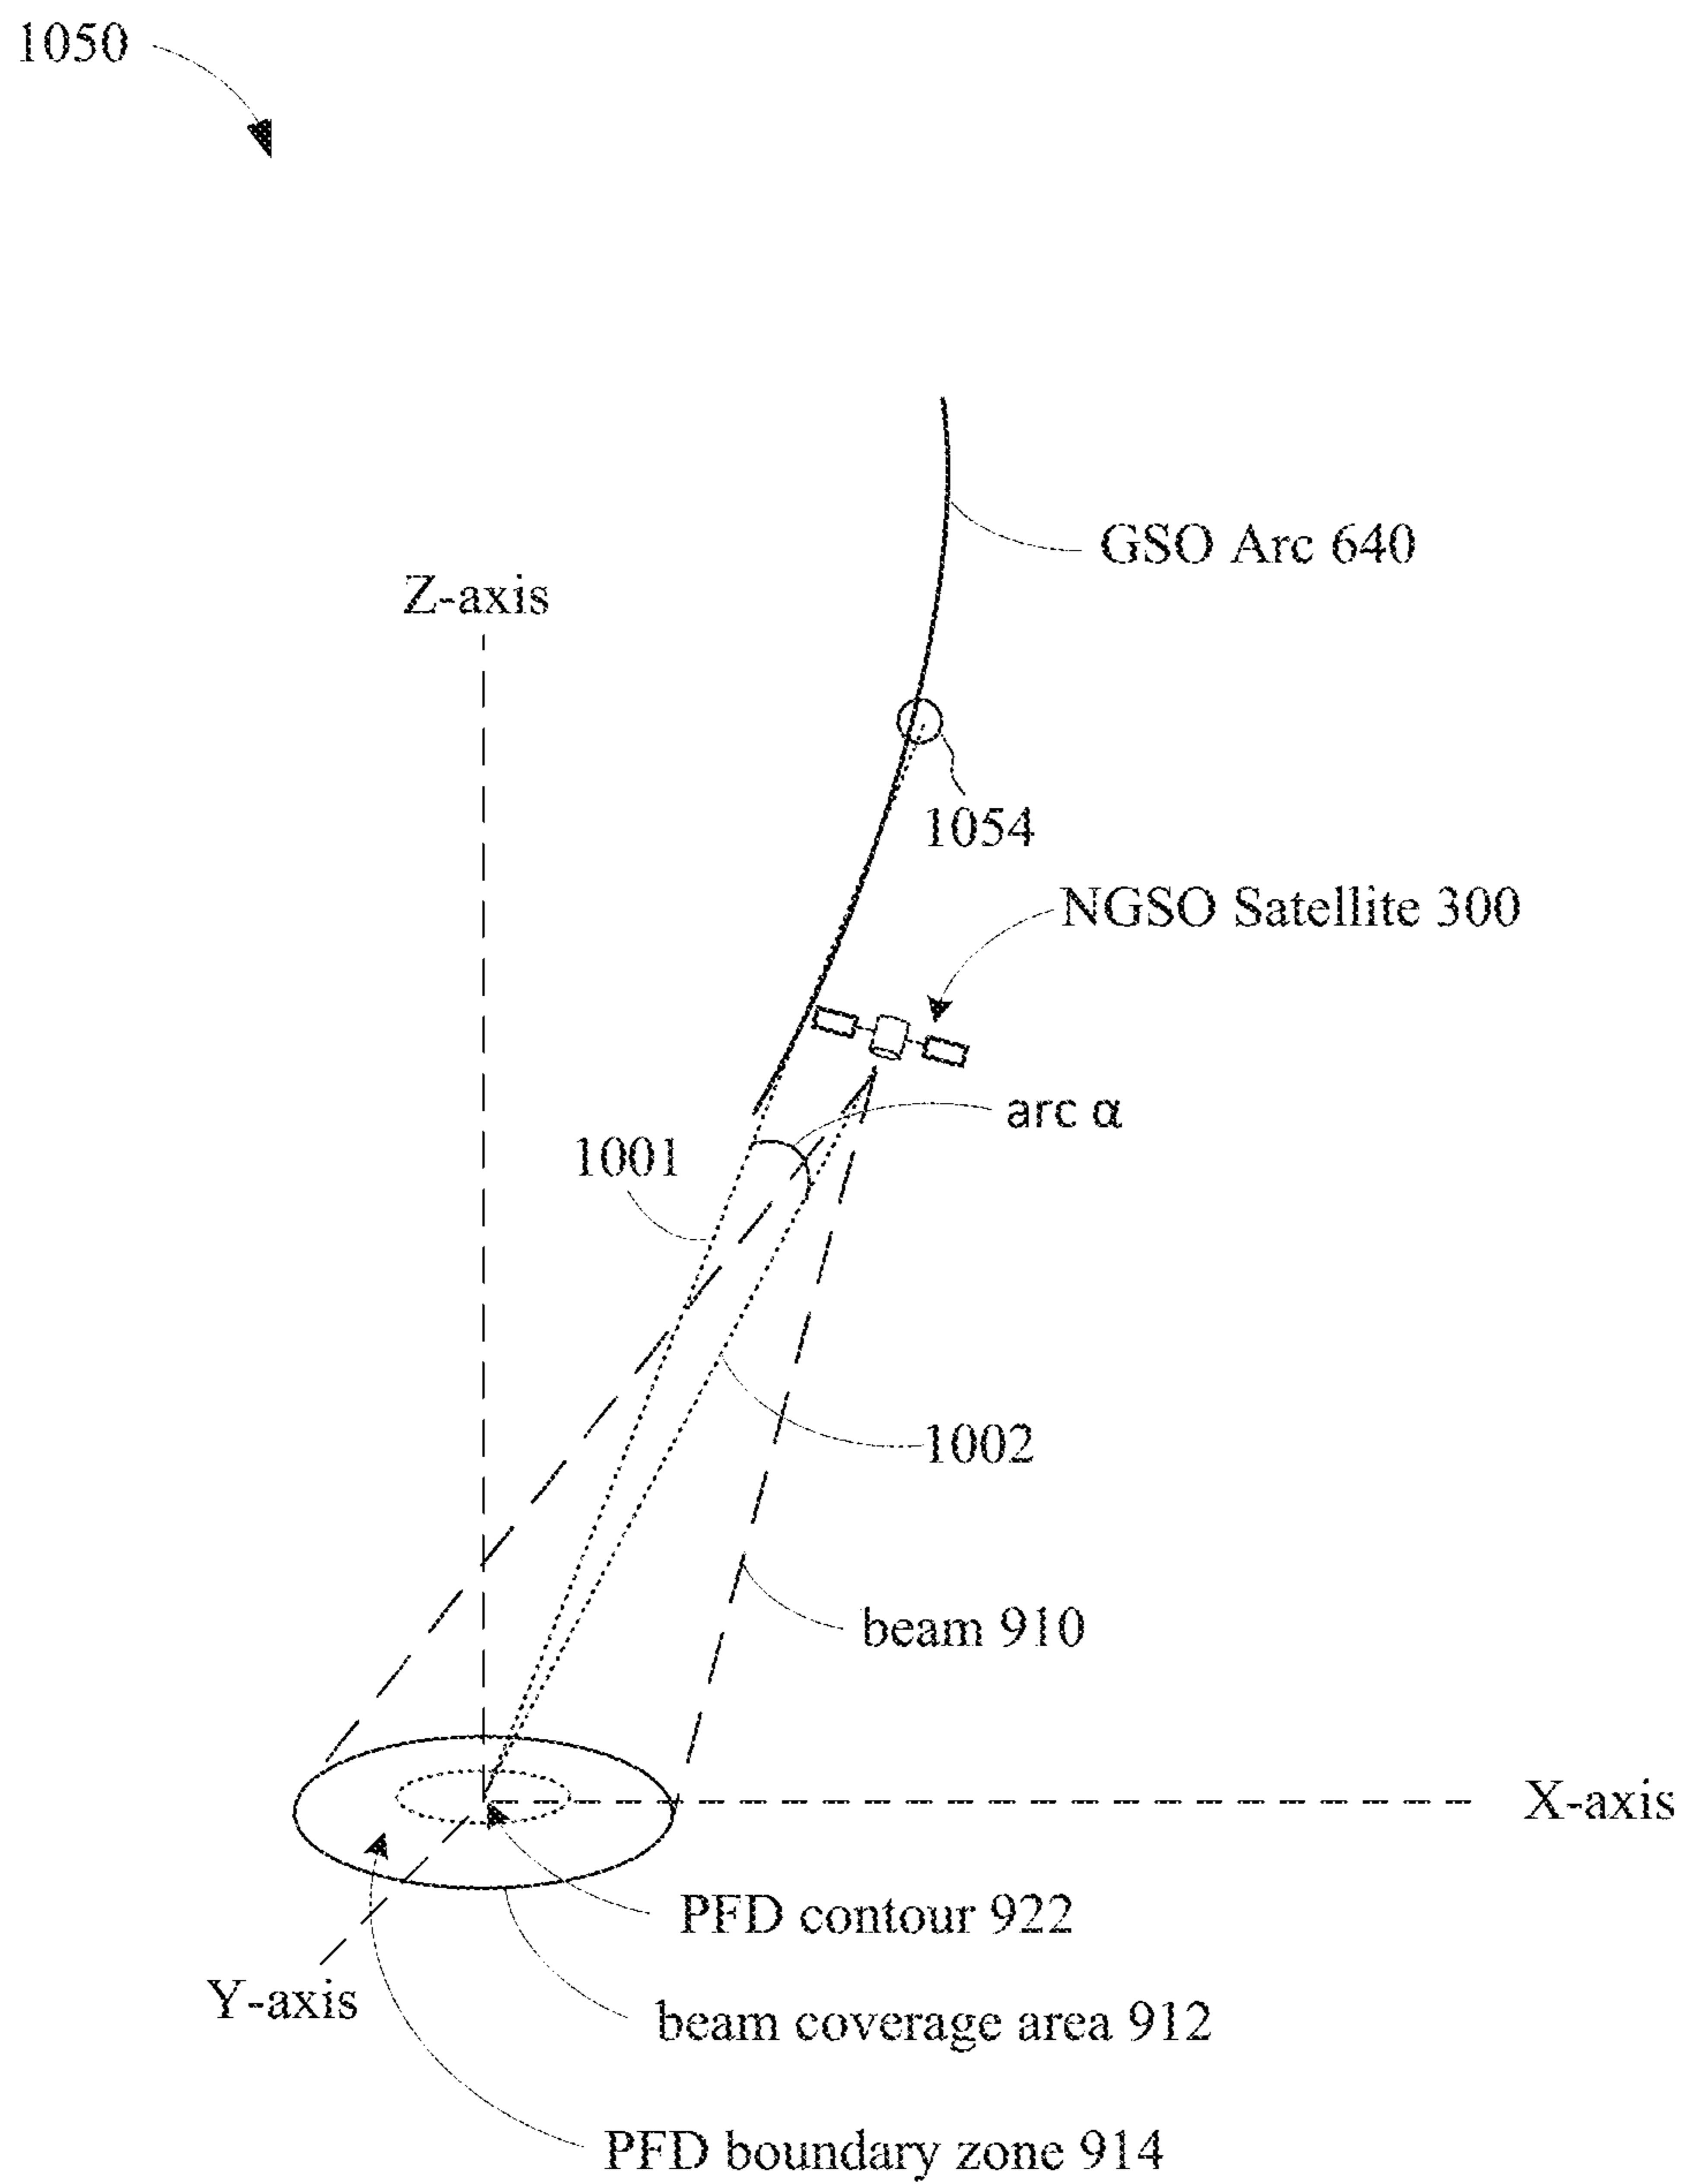 1050
GSO Arc 640
Z-axis
1054
NGSO Satellite 300
arc α
1001
1002
beam 910
X-axis
PFD contour 922
Y-axis
beam coverage area 912
PFD boundary zone 914